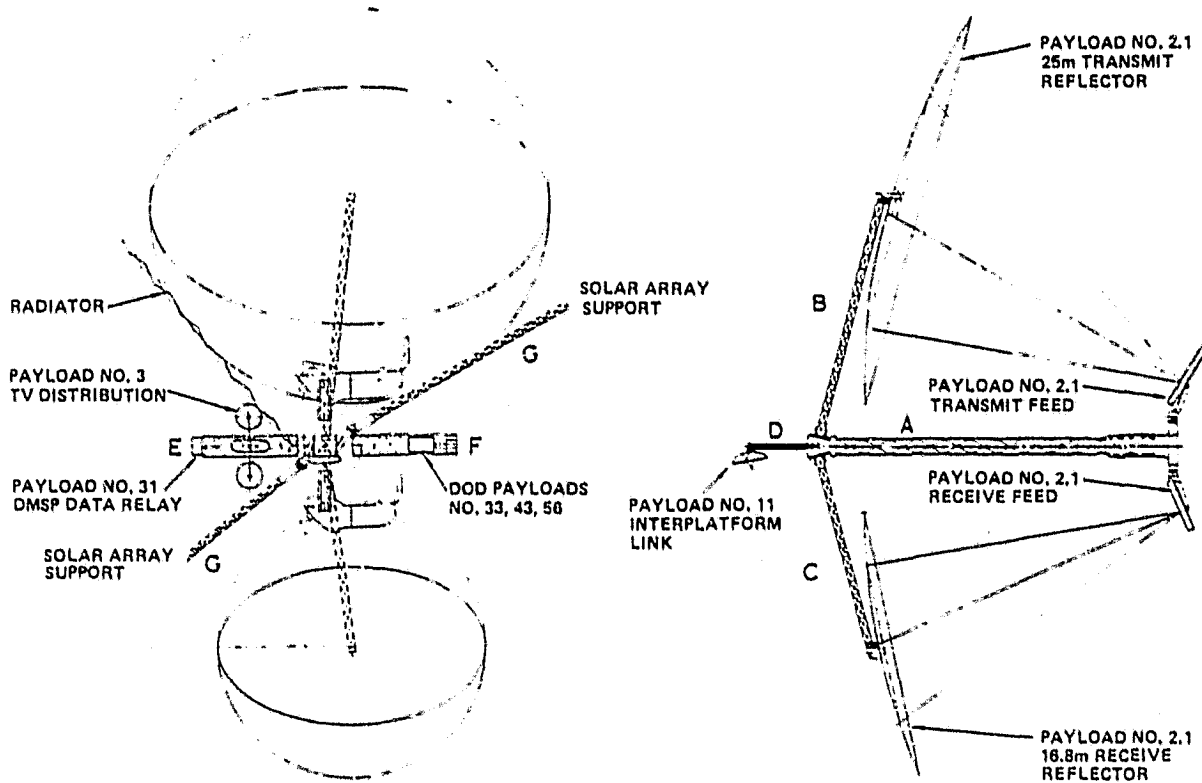 RADIATOR
PAYLOAD NO. 3
TV DISTRIBUTION
E
PAYLOAD NO. 31
DMSP DATA RELAY
SOLAR ARRAY
SUPPORT
G
SOLAR ARRAY
SUPPORT
G
F
DOD PAYLOADS
NO. 33, 43, 50
PAYLOAD NO. 2.1
25m TRANSMIT
REFLECTOR
B
PAYLOAD NO. 2.1
TRANSMIT FEED
D
A
PAYLOAD NO. 11
INTERPLATFORM
LINK
PAYLOAD NO. 2.1
RECEIVE FEED
C
PAYLOAD NO. 2.1
16.8m RECEIVE
REFLECTOR